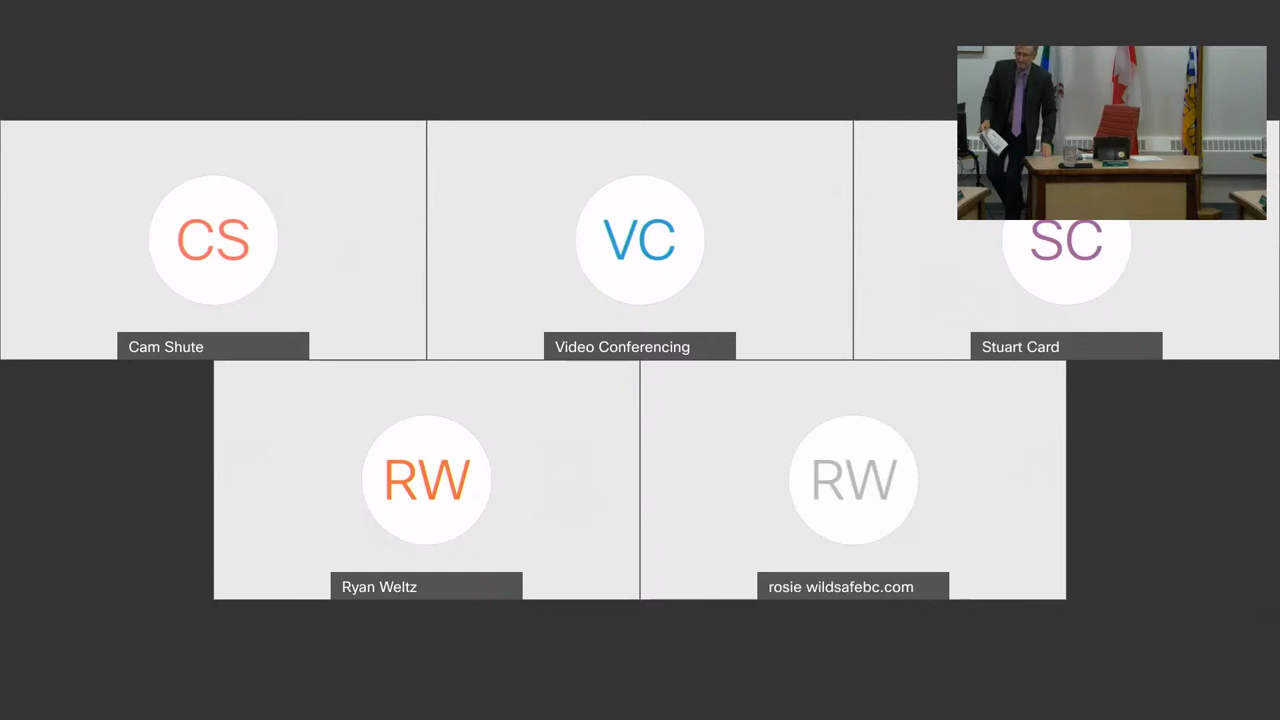 CS
VC
SC
Cam Shute
Video Conferencing
Stuart Card
RW
RW
Ryan Weltz
rosie wildsafebc.com